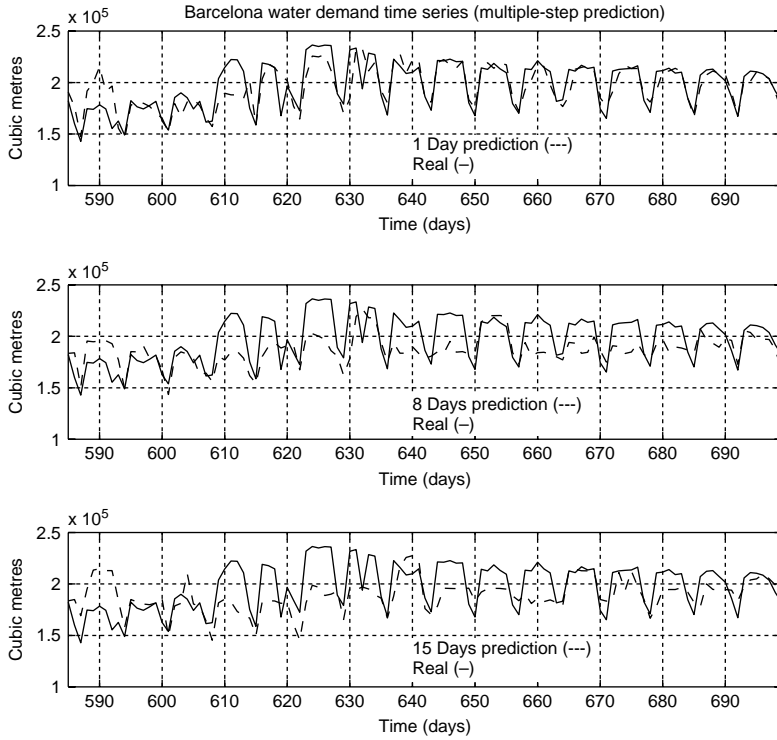 Barcelona water demand time series (multiple-step prediction)
x 10^5
2.5
2
1.5
1
Cubic metres
1 Day prediction (---)
Real (–)
590 600 610 620 630 640 650 660 670 680 690
Time (days)
x 10^5
2.5
2
1.5
1
Cubic metres
8 Days prediction (---)
Real (–)
590 600 610 620 630 640 650 660 670 680 690
Time (days)
x 10^5
2.5
2
1.5
1
Cubic metres
15 Days prediction (---)
Real (–)
590 600 610 620 630 640 650 660 670 680 690
Time (days)